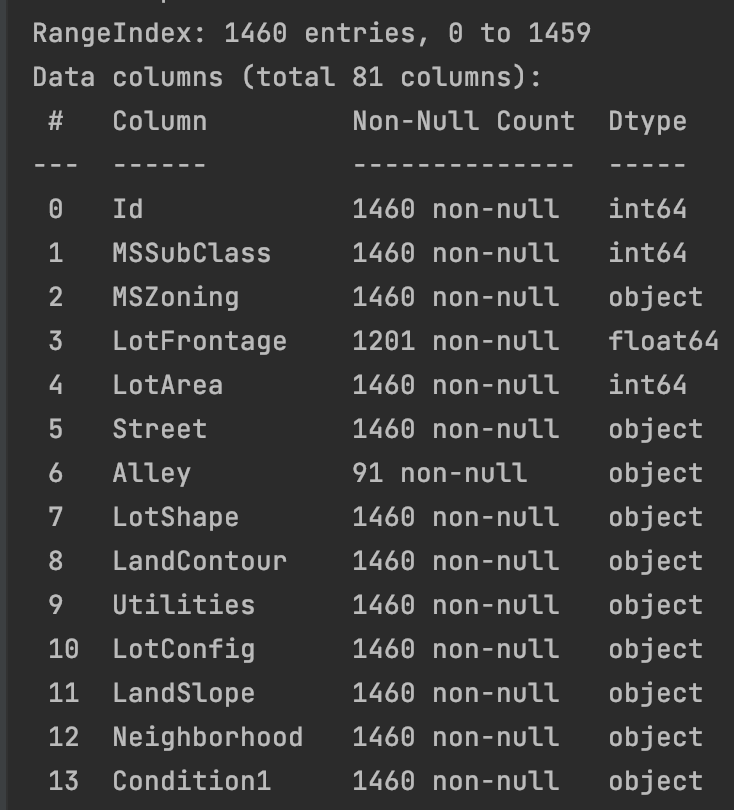 RangeIndex: 1460 entries, 0 to 1459
Data columns (total 81 columns):
 #   Column         Non-Null Count  Dtype
---  ------         --------------  -----
 0   Id             1460 non-null   int64
 1   MSSubClass     1460 non-null   int64
 2   MSZoning       1460 non-null   object
 3   LotFrontage    1201 non-null   float64
 4   LotArea        1460 non-null   int64
 5   Street         1460 non-null   object
 6   Alley          91 non-null     object
 7   LotShape       1460 non-null   object
 8   LandContour    1460 non-null   object
 9   Utilities      1460 non-null   object
 10  LotConfig      1460 non-null   object
 11  LandSlope      1460 non-null   object
 12  Neighborhood   1460 non-null   object
 13  Condition1     1460 non-null   object